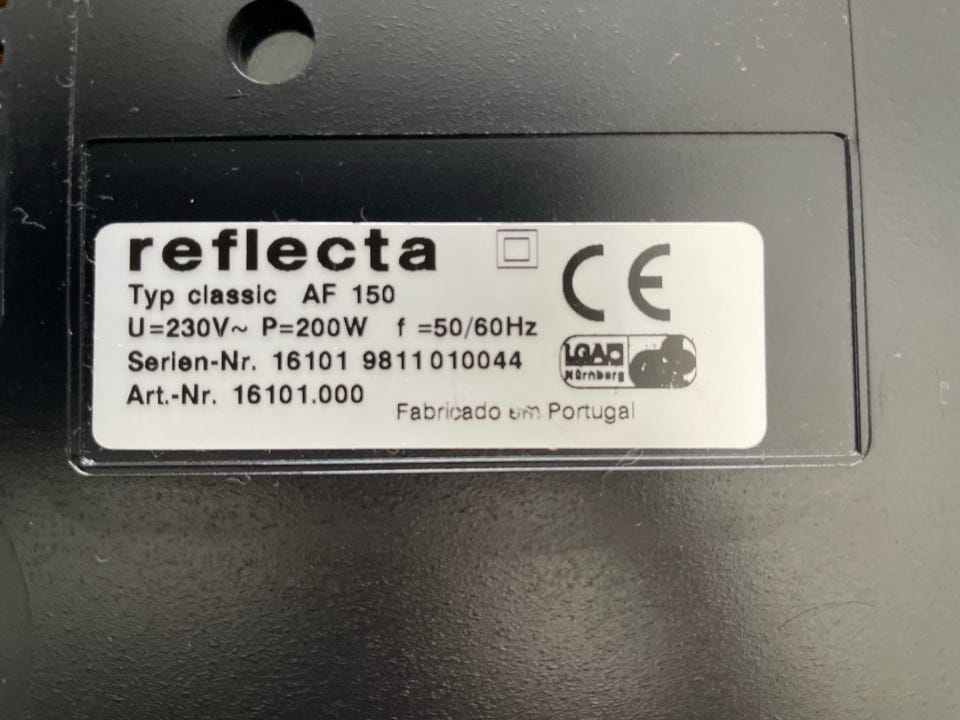 reflecta
CE
Typ classic AF 150
U=230V~ P=200W f =50/60Hz
Serien-Nr. 16101 9811010044
LGA
Nürnberg
GS
Art.-Nr. 16101.000
Fabricado em Portugal